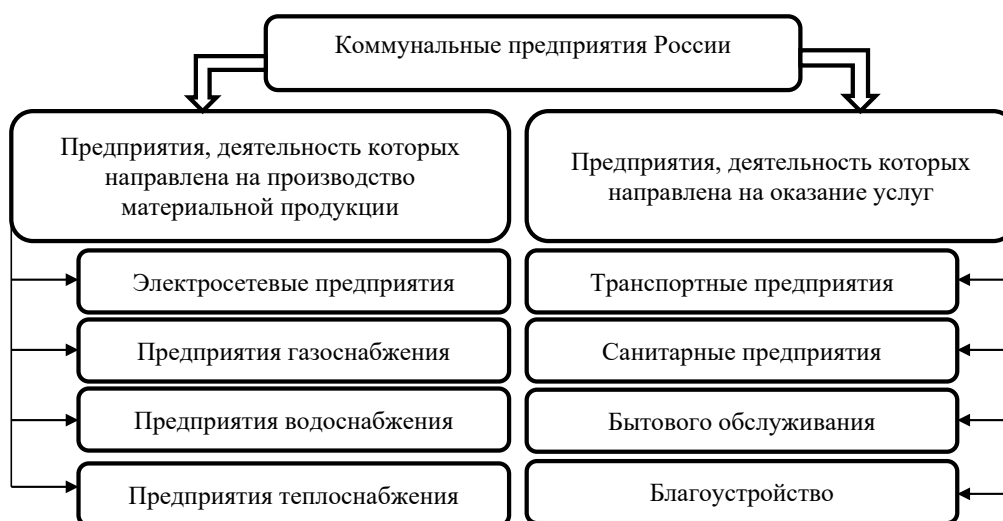 Коммунальные предприятия России
Предприятия, деятельность которых
направлена на производство
материальной продукции
Предприятия, деятельность которых
направлена на оказание услуг
Электросетевые предприятия
Предприятия газоснабжения
Предприятия водоснабжения
Предприятия теплоснабжения
Транспортные предприятия
Санитарные предприятия
Бытового обслуживания
Благоустройство